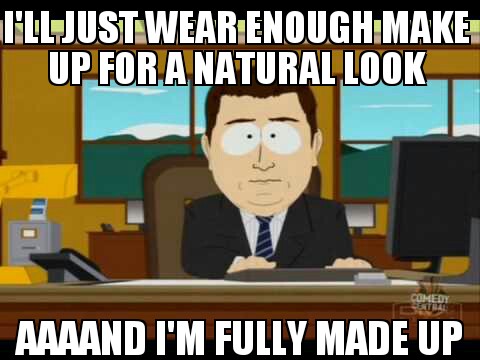 I'LL JUST WEAR ENOUGH MAKE
UP FOR A NATURAL LOOK
COMEDY
CENTRAL
AAAAND I'M FULLY MADE UP